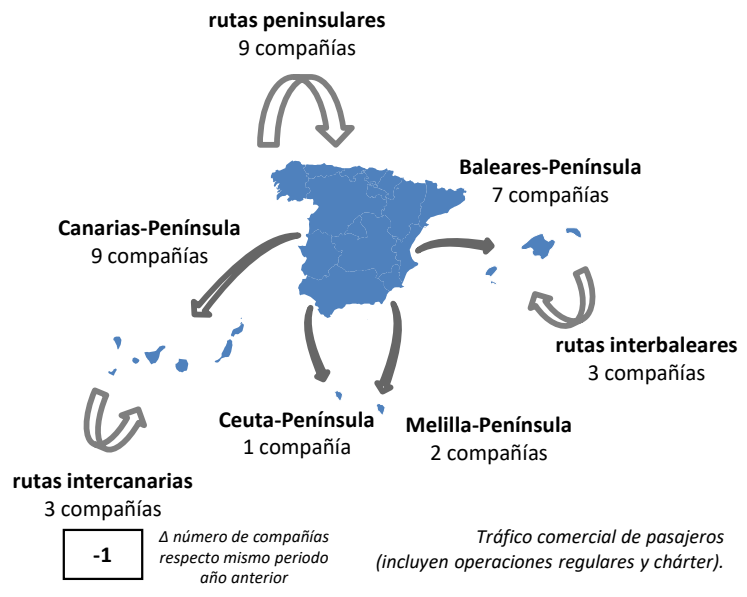 rutas peninsulares
9 compañías
Baleares-Península
7 compañías
Canarias-Península
9 compañías
rutas interbaleares
3 compañías
Ceuta-Península
1 compañía
Melilla-Península
2 compañías
rutas intercanarias
3 compañías
-1
Δ número de compañías
respecto mismo periodo
año anterior
Tráfico comercial de pasajeros
(incluyen operaciones regulares y chárter).